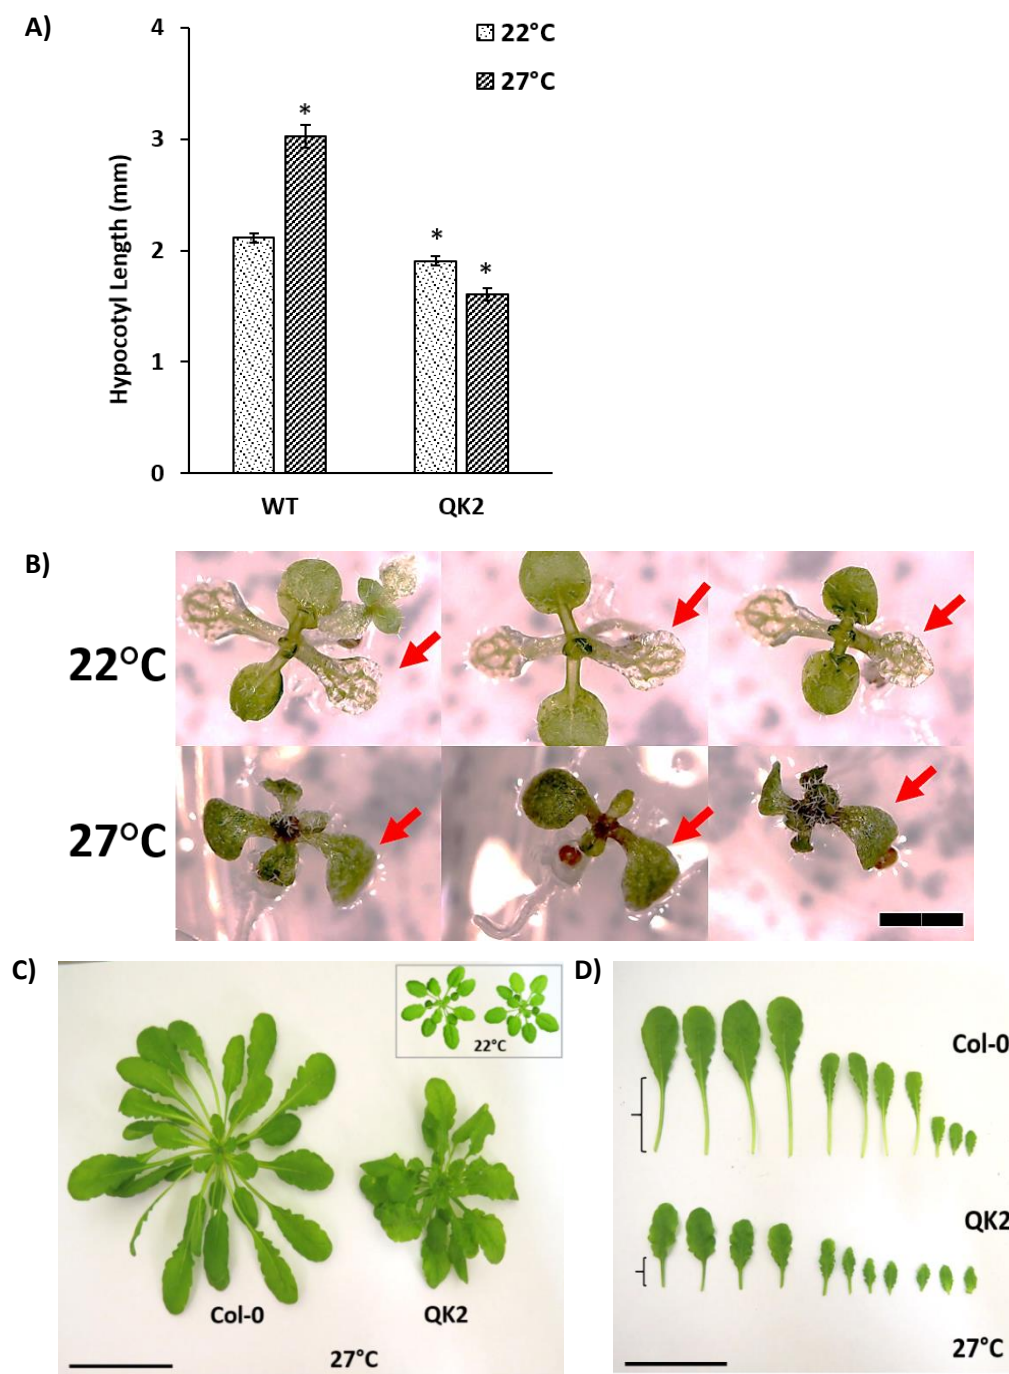 A)
4
3
2
1
0
Hypocotyl Length (mm)
22°C
27°C
*
*
*
WT
QK2
B)
22°C
27°C
C)
22°C
Col-0
QK2
27°C
D)
Col-0
QK2
27°C